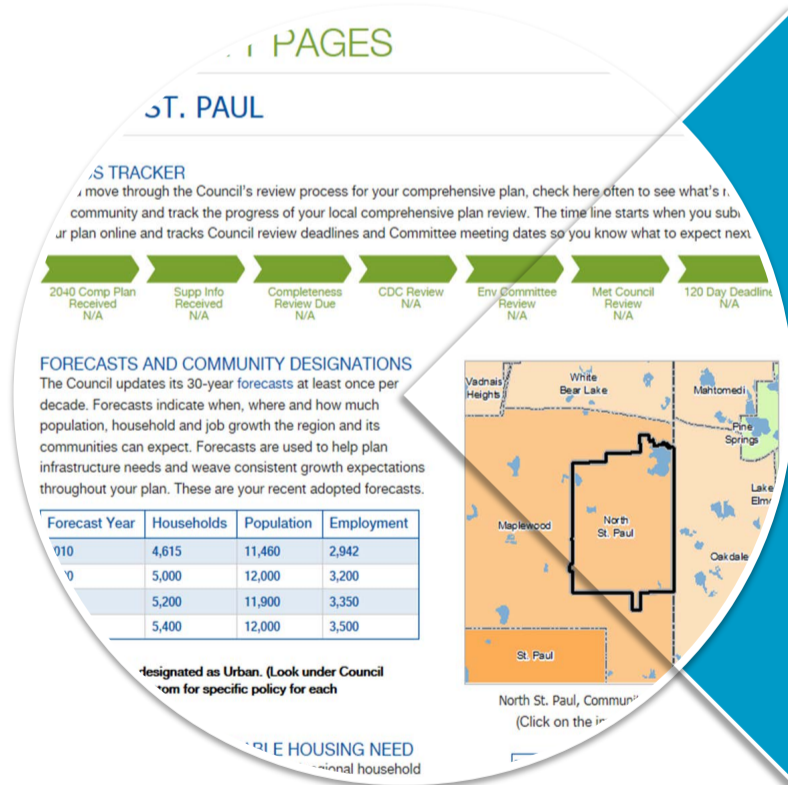 PAGES
ST. PAUL
TRACKER
move through the Council's review process for your comprehensive plan, check here often to see what's
community and track the progress of your local comprehensive plan review. The time line starts when you
plan online and tracks Council review deadlines and Committee meeting dates so you know what to expect next
2040 Comp Plan Received N/A
Supp Info Received N/A
Completeness Review Due N/A
CDC Review N/A
Env Committee Review N/A
Met Council Review N/A
120 Day Deadline N/A
FORECASTS AND COMMUNITY DESIGNATIONS
The Council updates its 30-year forecasts at least once per
decade. Forecasts indicate when, where and how much
population, household and job growth the region and its
communities can expect. Forecasts are used to help plan
infrastructure needs and weave consistent growth expectations
throughout your plan. These are your recent adopted forecasts.
Forecast Year Households Population Employment
010 4,615 11,460 2,942
0 5,000 12,000 3,200
5,200 11,900 3,350
5,400 12,000 3,500
designated as Urban. (Look under Council
for specific policy for each
HOUSING NEED
household
Vadnais Heights
White Bear Lake
Mahtomedi
Pine Springs
Lake
Maplewood
North St. Paul
Oakdale
St. Paul
North St. Paul,
(Click on the